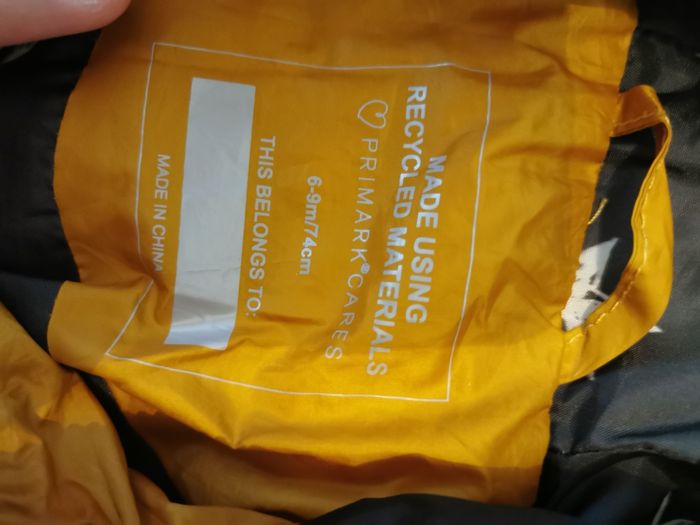 MADE USING
RECYCLED MATERIALS
PRIMARK® CARES
6-9m/74cm
THIS BELONGS TO:
MADE IN CHINA